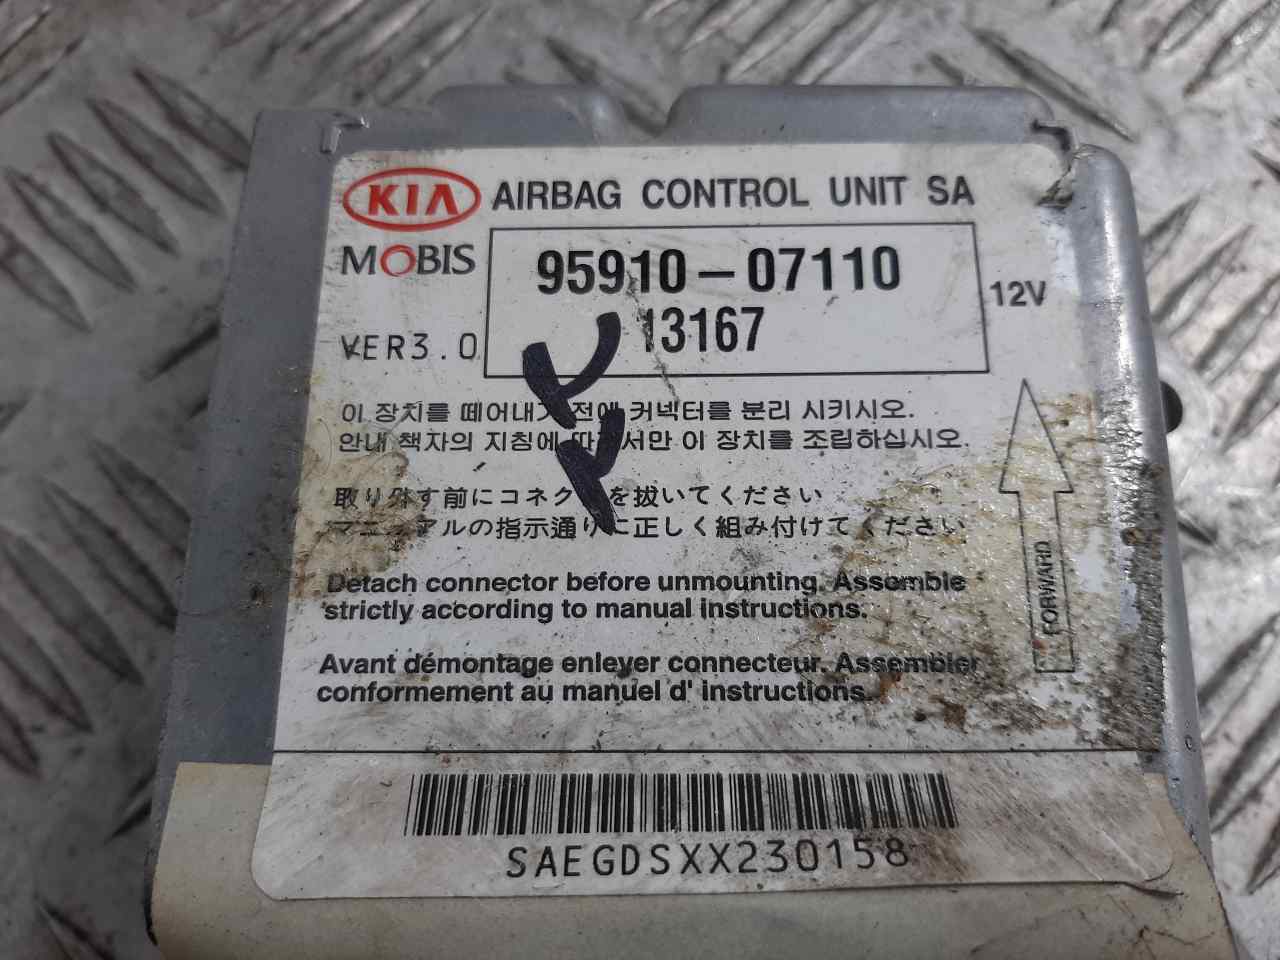 KIA AIRBAG CONTROL UNIT SA
MOBIS
95910-07110
12V
VER3.0
13167
이 장치를 떼어내기 전에 커넥터를 분리 시키시오.
안내 책자의 지침에 따라서만 이 장치를 조립하십시오.
取り外す前にコネクタを抜いてください
マニュアルの指示通りに正しく組み付けてください
FORWARD
Detach connector before unmounting. Assemble
strictly according to manual instructions.
Avant démontage enlever connecteur. Assembler
conformement au manuel d' instructions.
SAEGDSXX230158